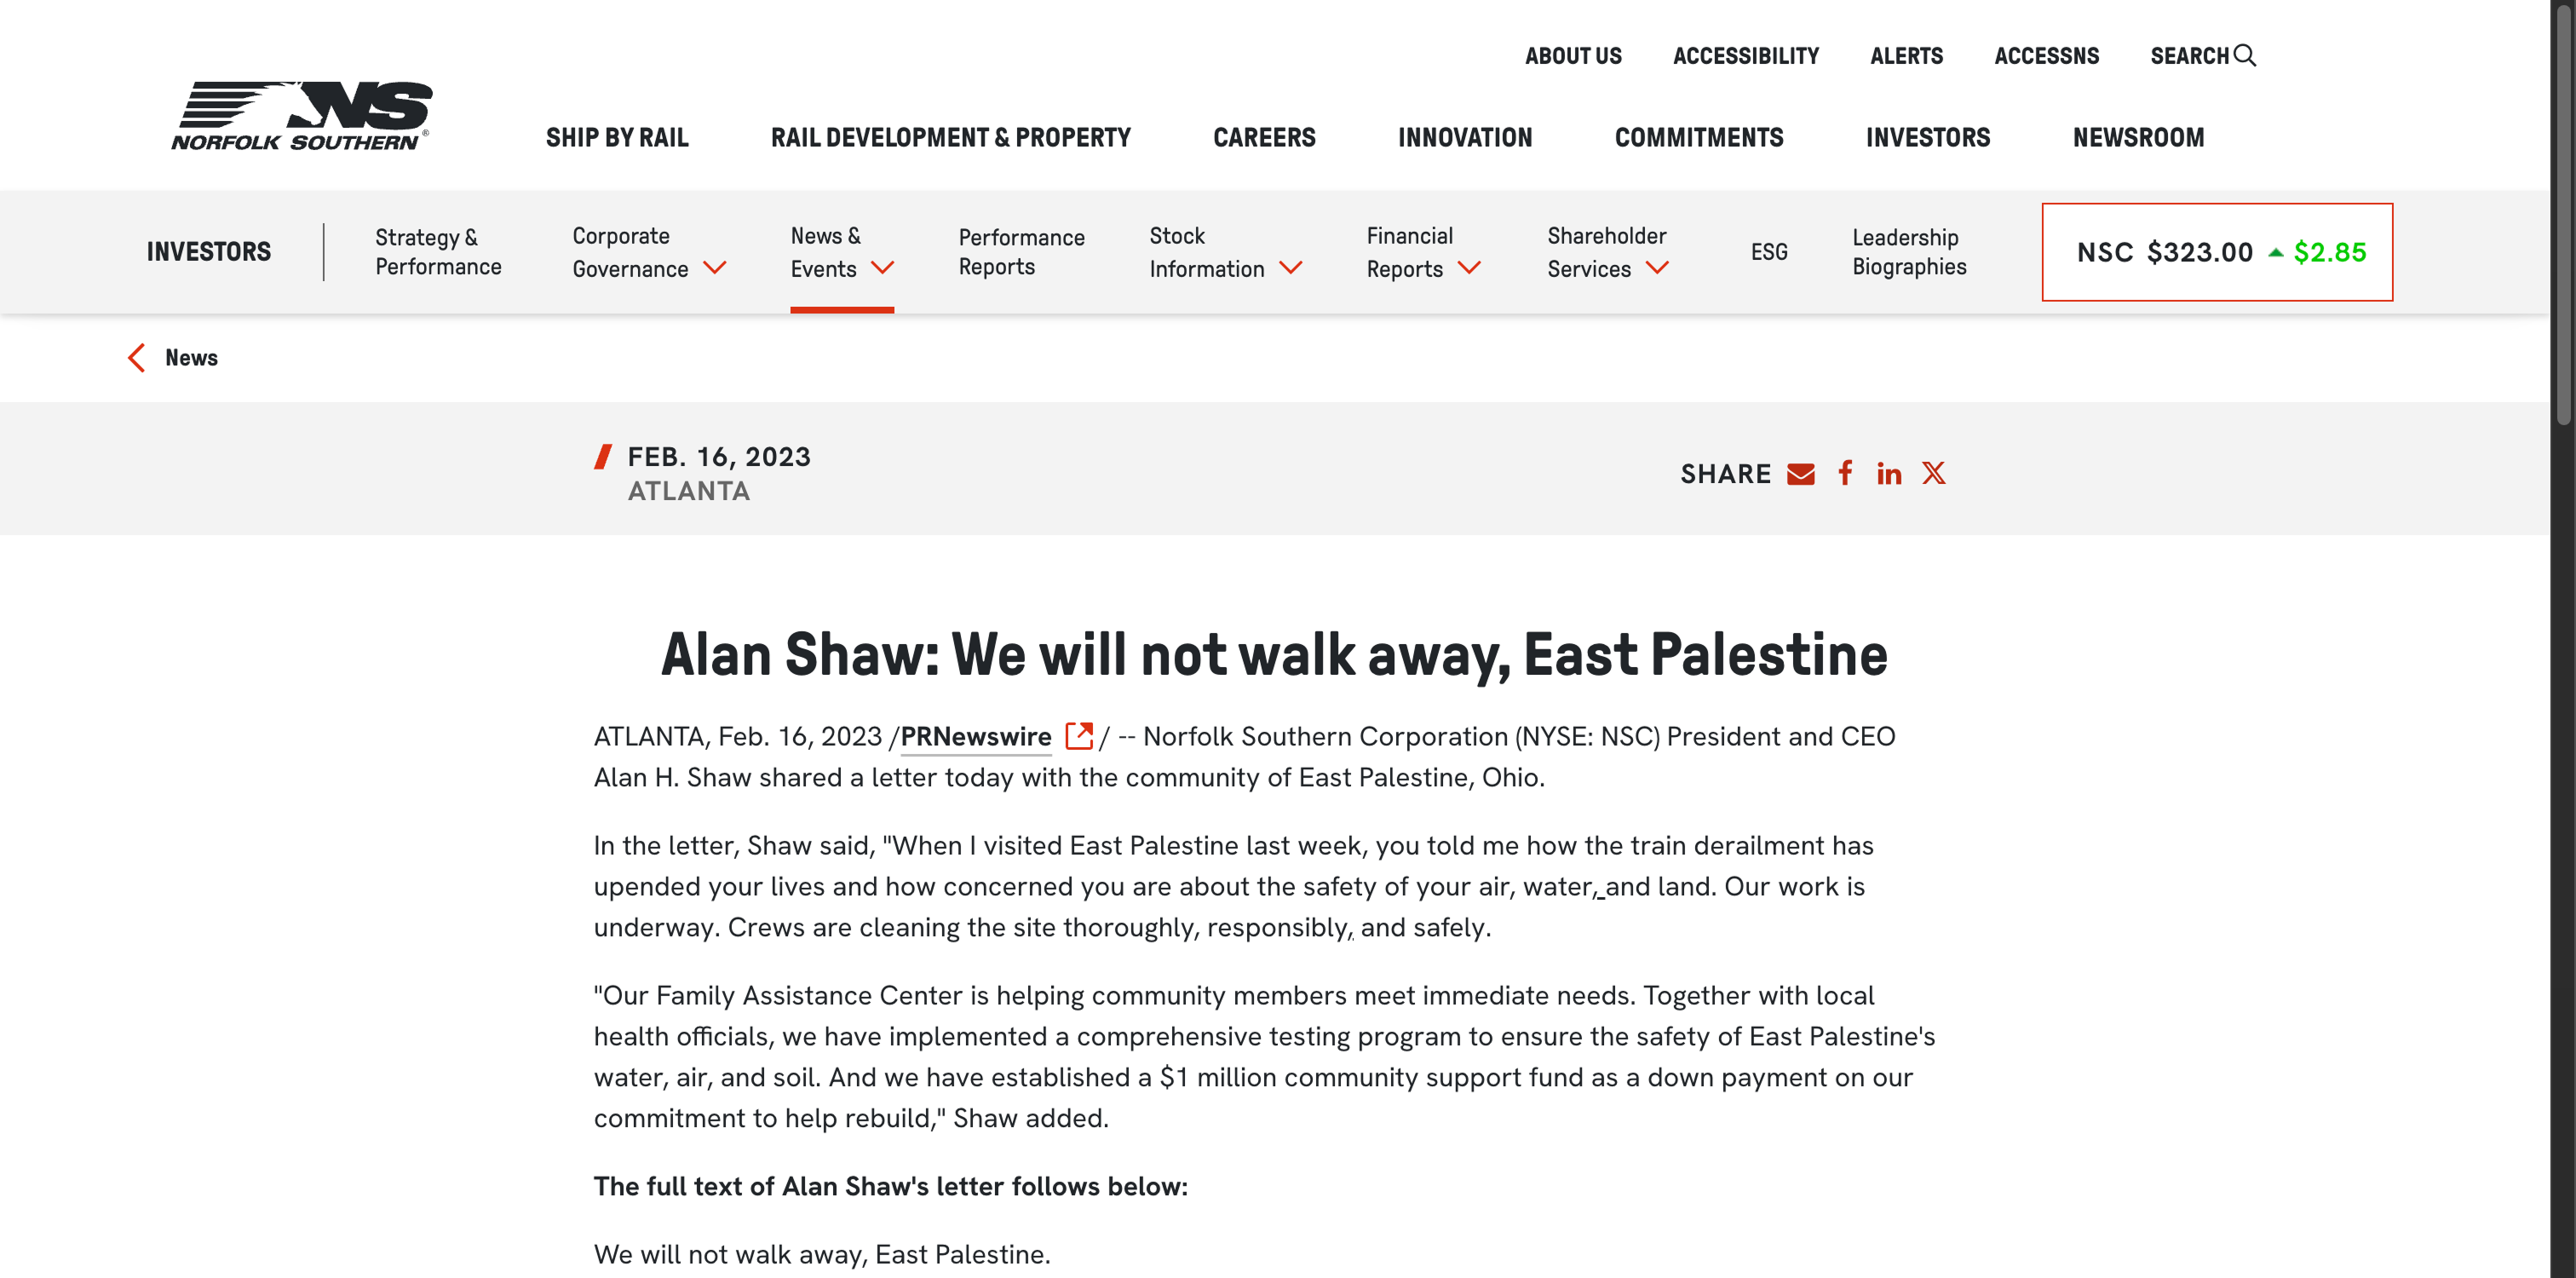 ABOUT US ACCESSIBILITY ALERTS ACCESSNS SEARCH
NS
NORFOLK SOUTHERN®
SHIP BY RAIL RAIL DEVELOPMENT & PROPERTY CAREERS INNOVATION COMMITMENTS INVESTORS NEWSROOM
INVESTORS
Strategy &
Performance
Corporate
Governance
News &
Events
Performance
Reports
Stock
Information
Financial
Reports
Shareholder
Services
ESG
Leadership
Biographies
NSC $323.00 ▲ $2.85
News
FEB. 16, 2023
ATLANTA
SHARE
Alan Shaw: We will not walk away, East Palestine
ATLANTA, Feb. 16, 2023 /PRNewswire / -- Norfolk Southern Corporation (NYSE: NSC) President and CEO
Alan H. Shaw shared a letter today with the community of East Palestine, Ohio.
In the letter, Shaw said, "When I visited East Palestine last week, you told me how the train derailment has
upended your lives and how concerned you are about the safety of your air, water, and land. Our work is
underway. Crews are cleaning the site thoroughly, responsibly, and safely.
"Our Family Assistance Center is helping community members meet immediate needs. Together with local
health officials, we have implemented a comprehensive testing program to ensure the safety of East Palestine's
water, air, and soil. And we have established a $1 million community support fund as a down payment on our
commitment to help rebuild," Shaw added.
The full text of Alan Shaw's letter follows below:
We will not walk away, East Palestine.